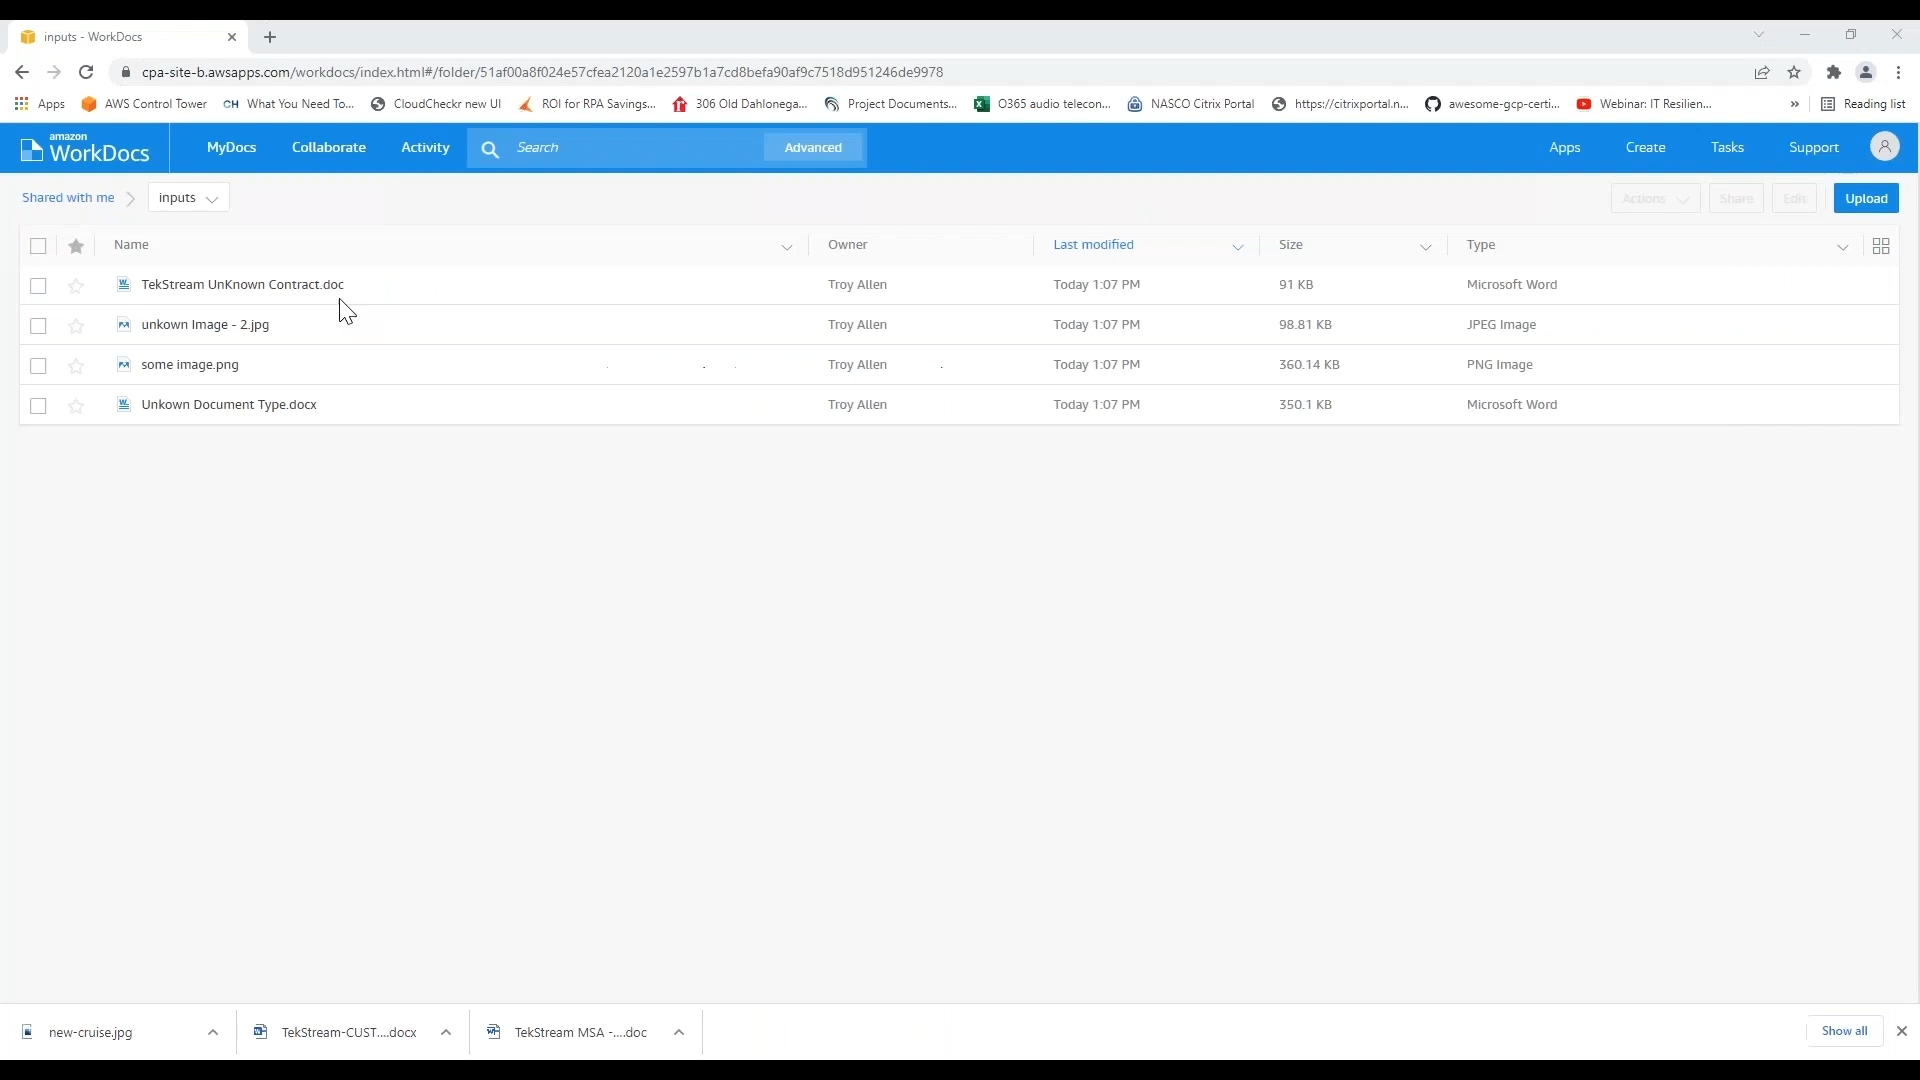 inputs - WorkDocs
cpa-site-b.awsapps.com/workdocs/index.html#/folder/51af00a8f024e57cfea2120a1e2597b1a7cd8befa90af9c7518d951246de9978
Apps AWS Control Tower What You Need To... CloudCheckr new UI ROI for RPA Savings... 306 Old Dahlonega... Project Documents... O365 audio telecon... NASCO Citrix Portal https://citrixportal.n... awesome-gcp-certi... Webinar: IT Resilien... » Reading list
amazon
WorkDocs MyDocs Collaborate Activity Search Advanced Apps Create Tasks Support
Shared with me inputs Actions Share Edit Upload
Name Owner Last modified Size Type
TekStream UnKnown Contract.doc Troy Allen Today 1:07 PM 91 KB Microsoft Word
unkown Image - 2.jpg Troy Allen Today 1:07 PM 98.81 KB JPEG Image
some image.png Troy Allen Today 1:07 PM 360.14 KB PNG Image
Unkown Document Type.docx Troy Allen Today 1:07 PM 350.1 KB Microsoft Word
new-cruise.jpg TekStream-CUST....docx TekStream MSA -....doc Show all